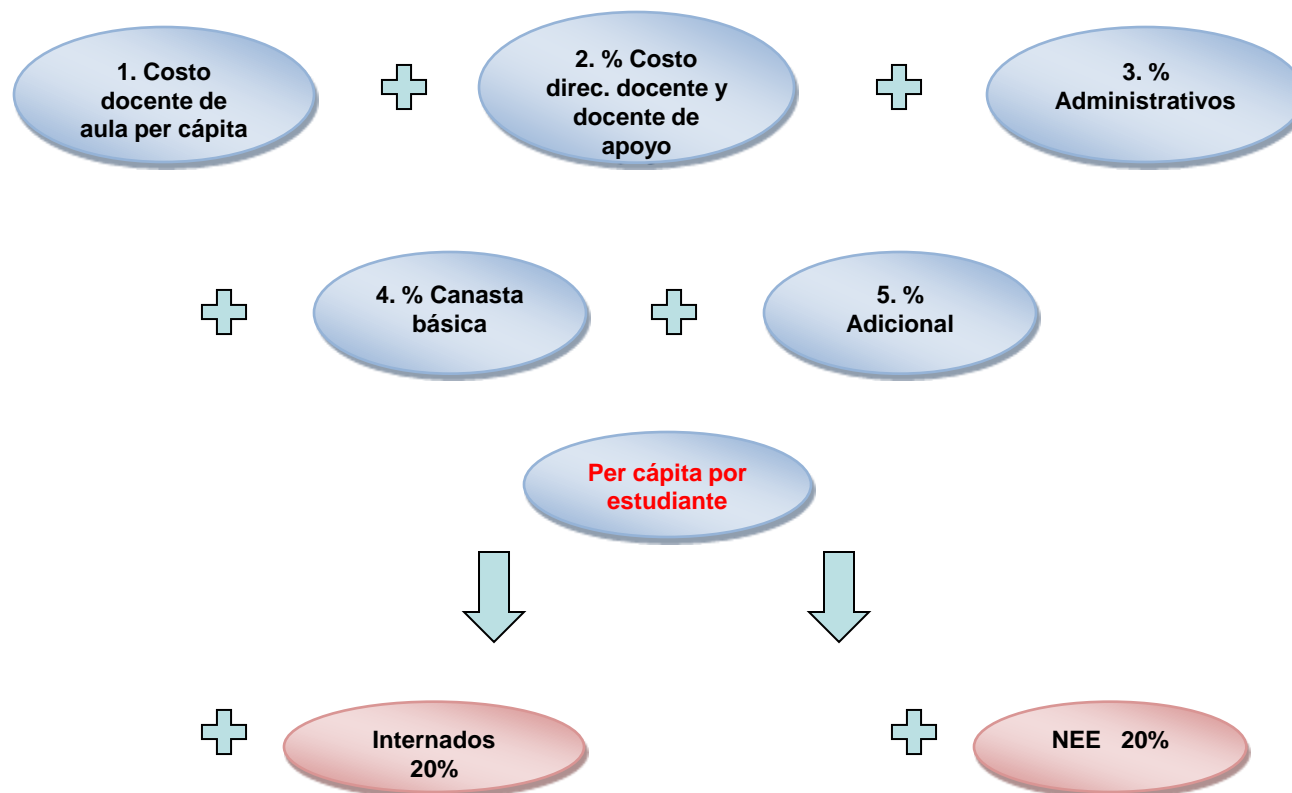 1. Costo
docente de
aula per cápita
2. % Costo
direc. docente y
docente de
apoyo
3. %
Administrativos
4. % Canasta
básica
5. %
Adicional
Per cápita por
estudiante
Internados
20%
NEE 20%